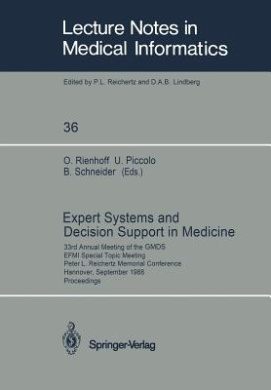 Lecture Notes in
Medical Informatics
Edited by P.L. Reichertz and D.A.B. Lindberg
36
O. Rienhoff U. Piccolo
B. Schneider (Eds.)
Expert Systems and
Decision Support in Medicine
33rd Annual Meeting of the GMDS
EFMI Special Topic Meeting
Peter L. Reichertz Memorial Conference
Hannover, September 1988
Proceedings
Springer-Verlag